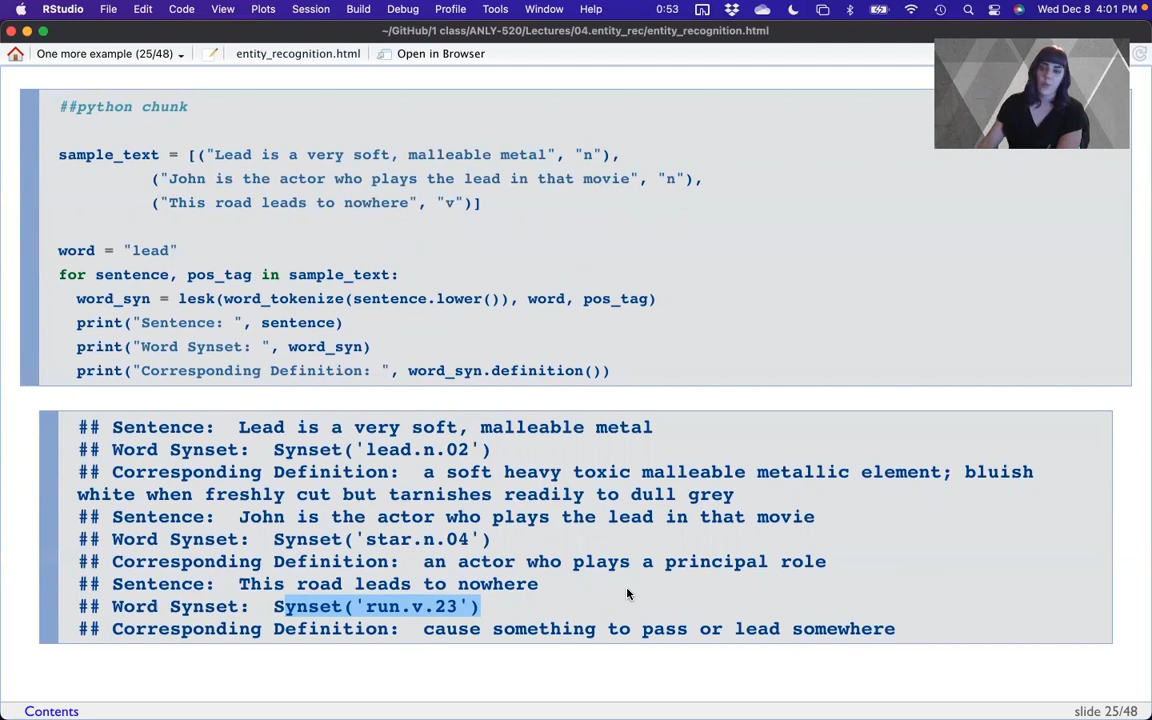 RStudio File Edit Code View Plots Session Build Debug Profile Tools Window Help 0:53 Wed Dec 8 4:01 PM
~/GitHub/1 class/ANLY-520/Lectures/04.entity_rec/entity_recognition.html
One more example (25/48) entity_recognition.html Open in Browser
##python chunk
sample_text = [("Lead is a very soft, malleable metal", "n"),
("John is the actor who plays the lead in that movie", "n"),
("This road leads to nowhere", "v")]
word = "lead"
for sentence, pos_tag in sample_text:
word_syn = lesk(word_tokenize(sentence.lower()), word, pos_tag)
print("Sentence: ", sentence)
print("Word Synset: ", word_syn)
print("Corresponding Definition: ", word_syn.definition())
## Sentence:  Lead is a very soft, malleable metal
## Word Synset:  Synset('lead.n.02')
## Corresponding Definition:  a soft heavy toxic malleable metallic element; bluish
white when freshly cut but tarnishes readily to dull grey
## Sentence:  John is the actor who plays the lead in that movie
## Word Synset:  Synset('star.n.04')
## Corresponding Definition:  an actor who plays a principal role
## Sentence:  This road leads to nowhere
## Word Synset:  Synset('run.v.23')
## Corresponding Definition:  cause something to pass or lead somewhere
Contents slide 25/48